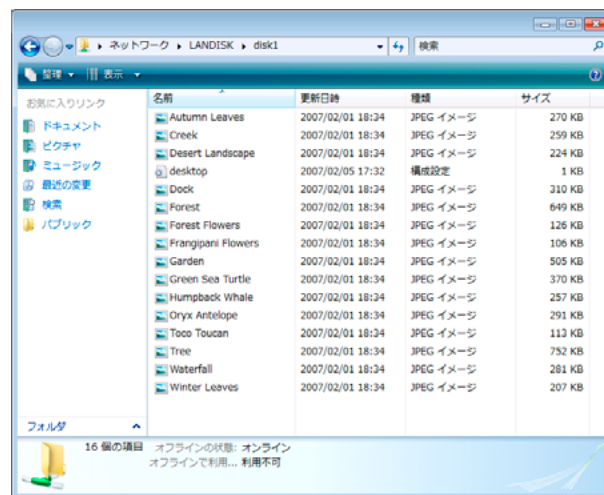 ネットワーク ▸ LANDISK ▸ disk1 検索
整理 表示
お気に入りリンク
ドキュメント
ピクチャ
ミュージック
最近の変更
検索
パブリック
フォルダ
名前 更新日時 種類 サイズ
Autumn Leaves 2007/02/01 18:34 JPEG イメージ 270 KB
Creek 2007/02/01 18:34 JPEG イメージ 259 KB
Desert Landscape 2007/02/01 18:34 JPEG イメージ 224 KB
desktop 2007/02/05 17:32 構成設定 1 KB
Dock 2007/02/01 18:34 JPEG イメージ 310 KB
Forest 2007/02/01 18:34 JPEG イメージ 649 KB
Forest Flowers 2007/02/01 18:34 JPEG イメージ 126 KB
Frangipani Flowers 2007/02/01 18:34 JPEG イメージ 106 KB
Garden 2007/02/01 18:34 JPEG イメージ 505 KB
Green Sea Turtle 2007/02/01 18:34 JPEG イメージ 370 KB
Humpback Whale 2007/02/01 18:34 JPEG イメージ 257 KB
Oryx Antelope 2007/02/01 18:34 JPEG イメージ 291 KB
Toco Toucan 2007/02/01 18:34 JPEG イメージ 113 KB
Tree 2007/02/01 18:34 JPEG イメージ 752 KB
Waterfall 2007/02/01 18:34 JPEG イメージ 281 KB
Winter Leaves 2007/02/01 18:34 JPEG イメージ 207 KB
16 個の項目 オフラインの状態: オンライン
オフラインで利用... 利用不可